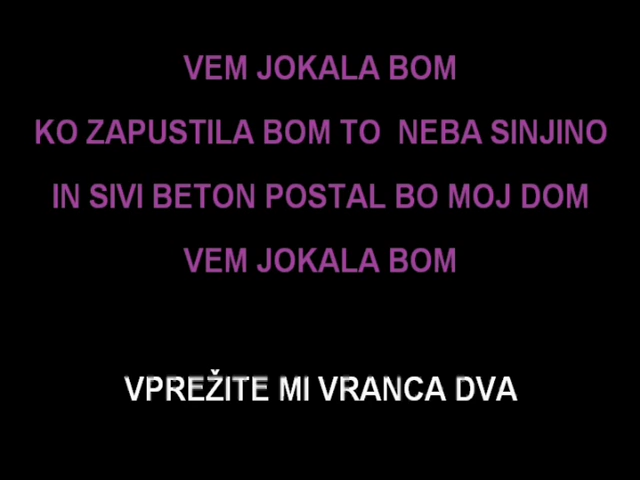 VEM JOKALA BOM
KO ZAPUSTILA BOM TO  NEBA SINJINO
IN SIVI BETON POSTAL BO MOJ DOM
VEM JOKALA BOM
VPREŽITE MI VRANCA DVA